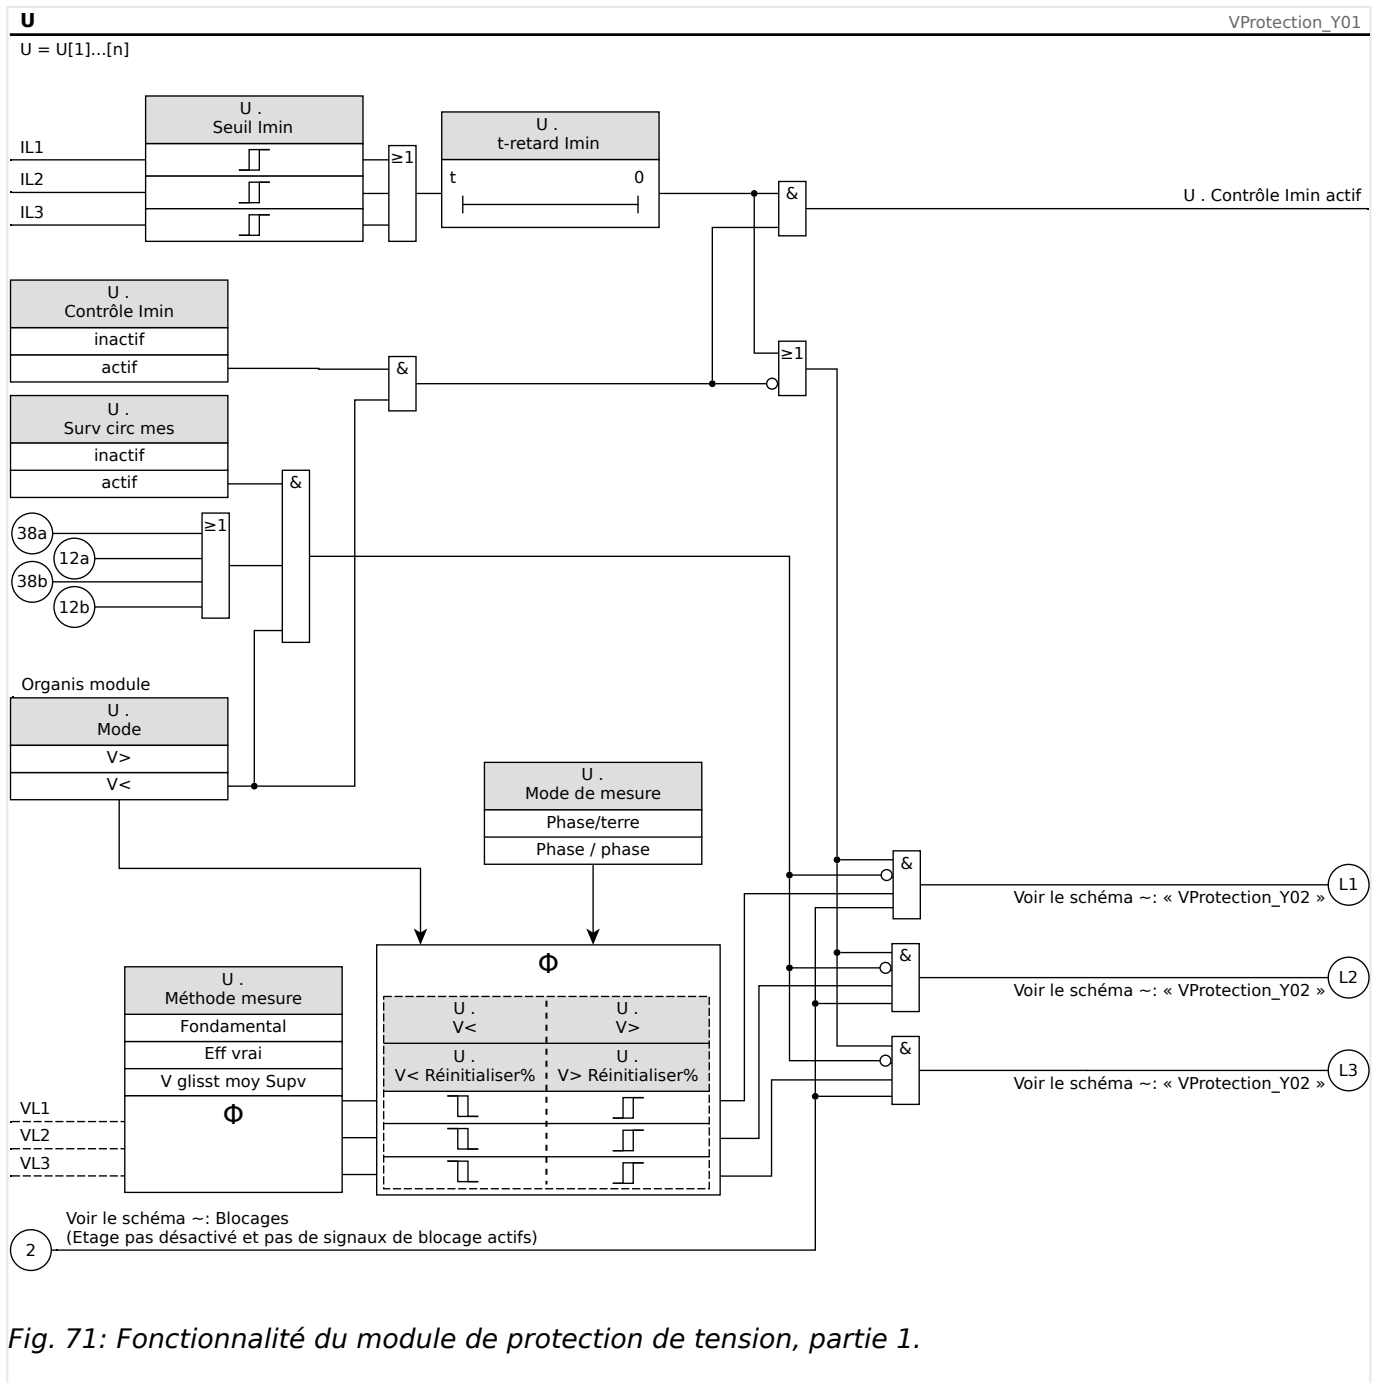 U
VProtection_Y01
U = U[1]...[n]
U .
Seuil Imin
IL1
IL2
IL3
≥1
U .
t-retard Imin
t
0
&
U . Contrôle Imin actif
U .
Contrôle Imin
inactif
actif
&
≥1
U .
Surv circ mes
inactif
actif
&
38a
12a
38b
12b
≥1
Organis module
U .
Mode
V>
V<
U .
Mode de mesure
Phase/terre
Phase / phase
&
L1
Voir le schéma ~: « VProtection_Y02 »
&
L2
Voir le schéma ~: « VProtection_Y02 »
&
L3
Voir le schéma ~: « VProtection_Y02 »
U .
Méthode mesure
Fondamental
Eff vrai
V glisst moy Supv
Φ
VL1
VL2
VL3
Φ
U .
V<
U .
V>
U .
V< Réinitialiser%
U .
V> Réinitialiser%
Voir le schéma ~: Blocages
(Etage pas désactivé et pas de signaux de blocage actifs)
2
Fig. 71: Fonctionnalité du module de protection de tension, partie 1.